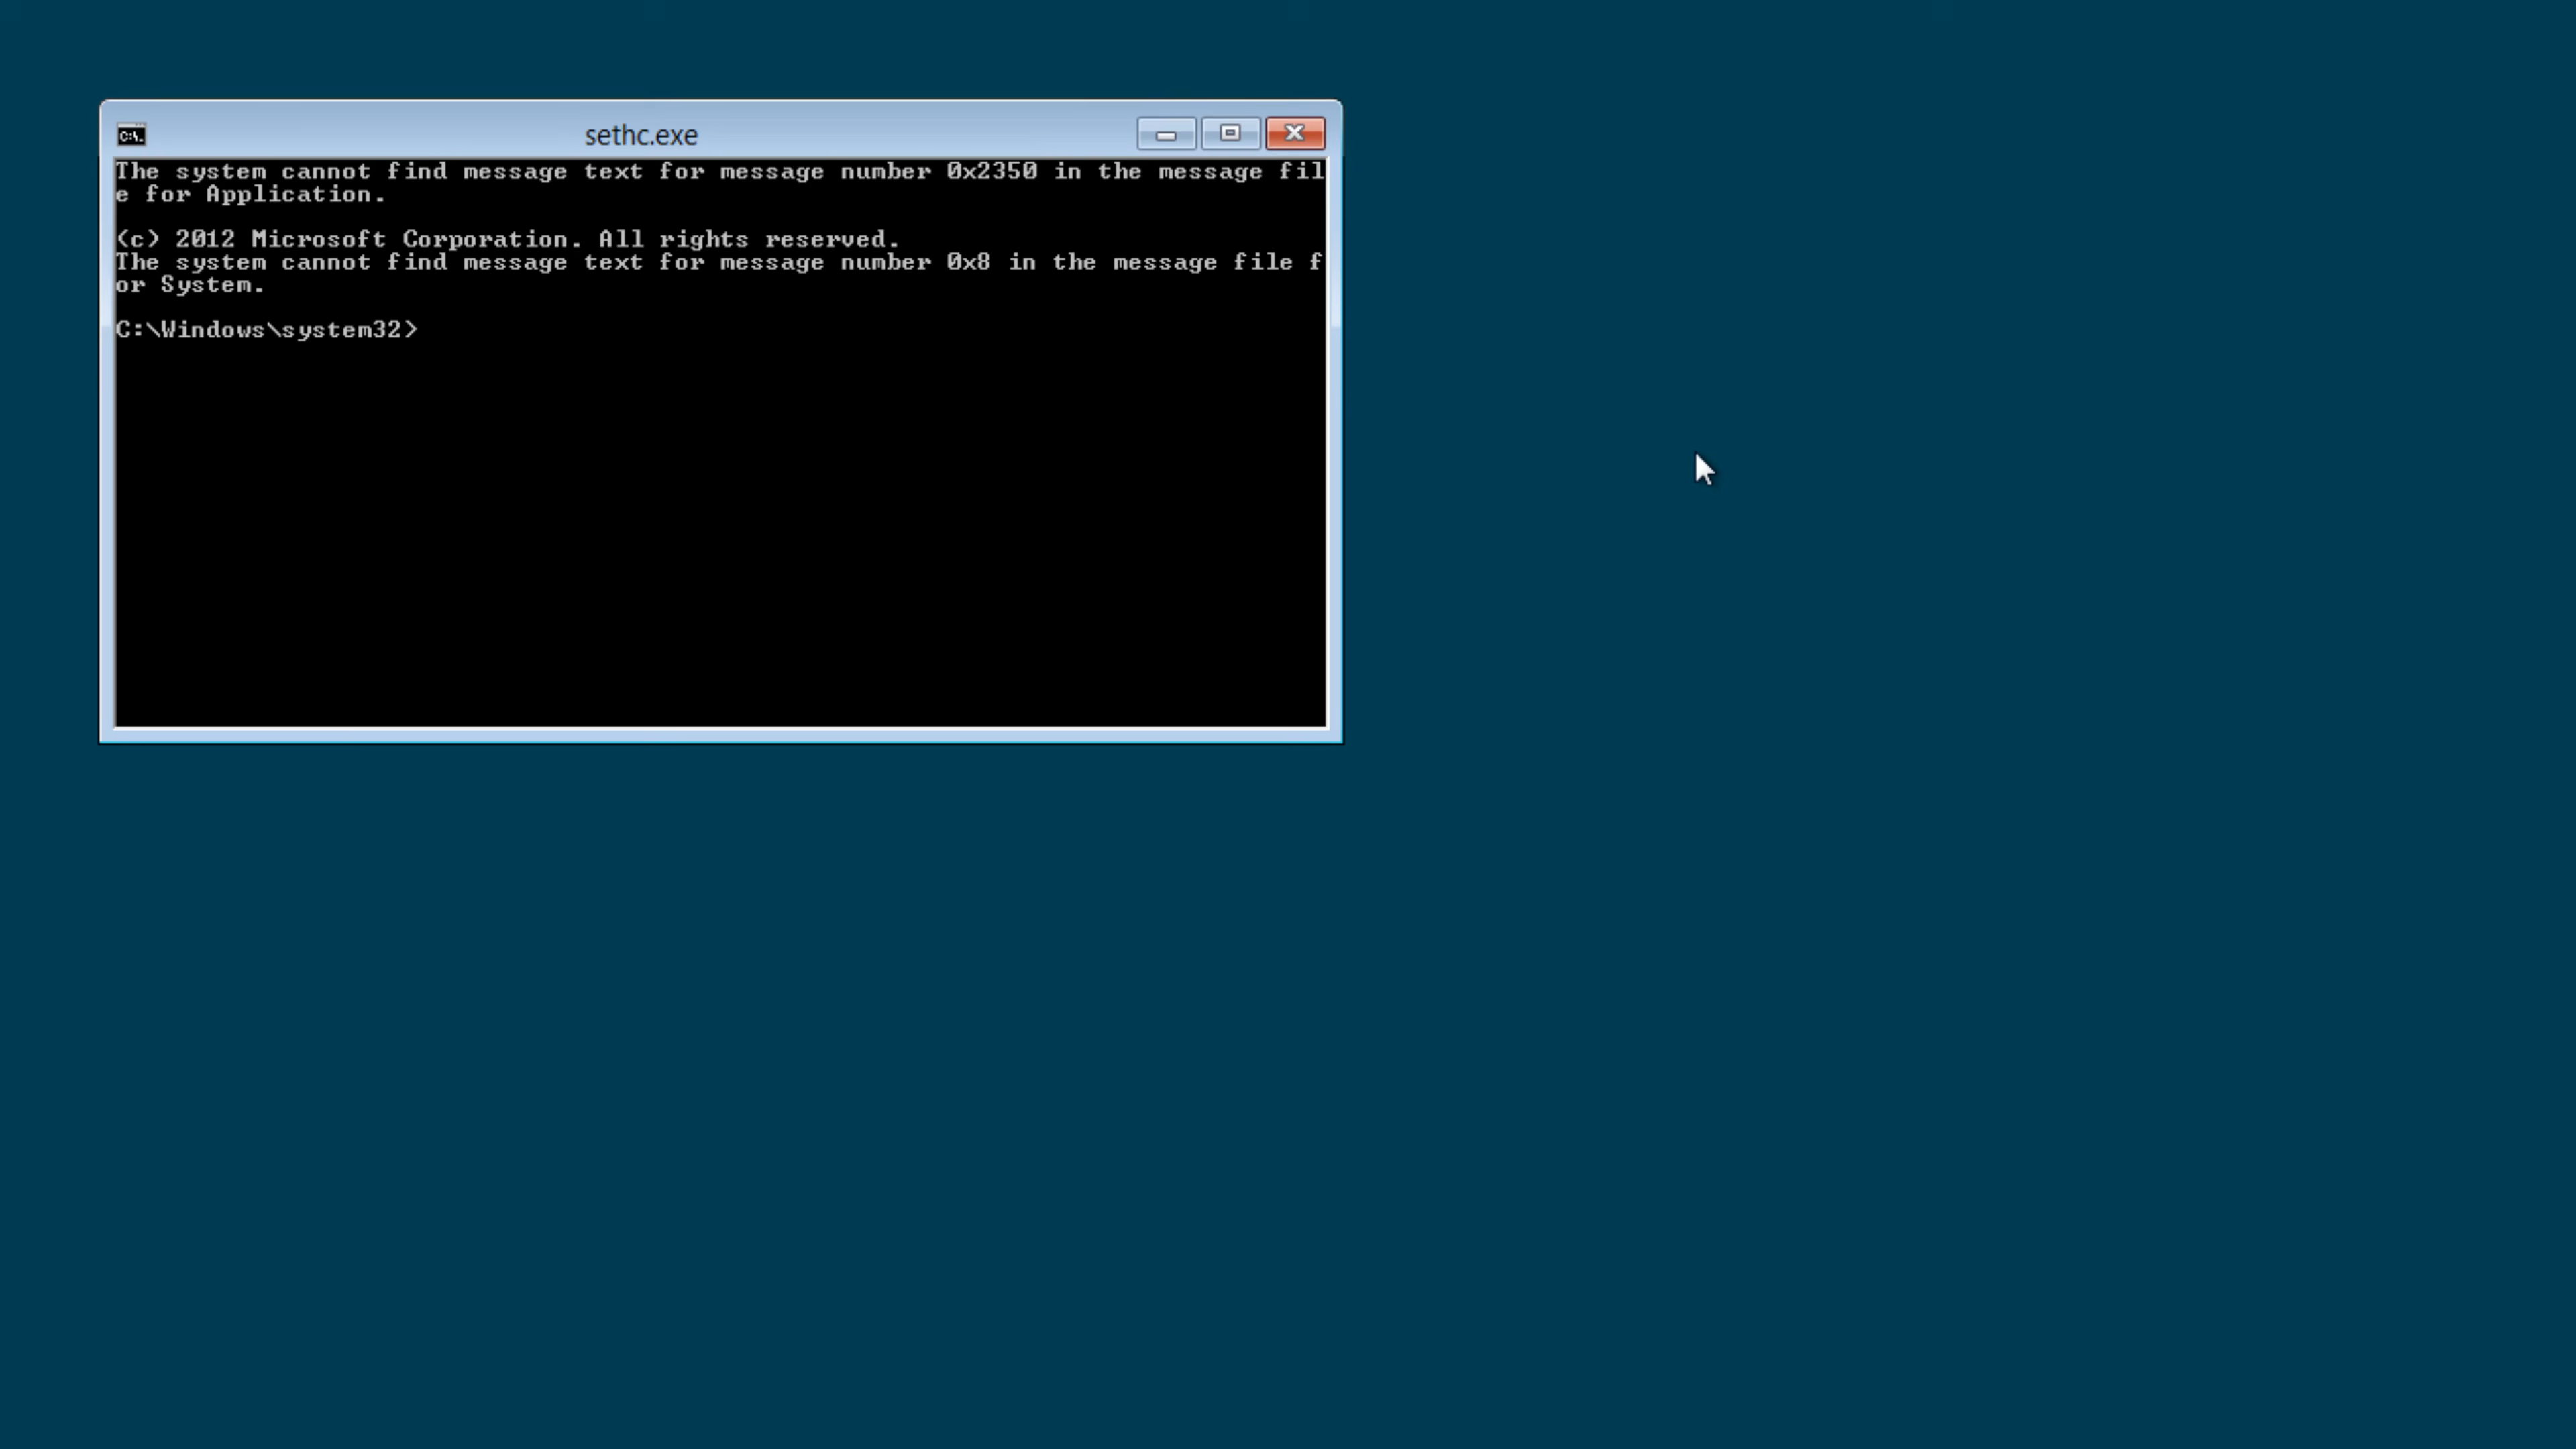 C:\.
sethc.exe
The system cannot find message text for message number 0x2350 in the message fil
e for Application.
(c) 2012 Microsoft Corporation. All rights reserved.
The system cannot find message text for message number 0x8 in the message file f
or System.
C:\Windows\system32>